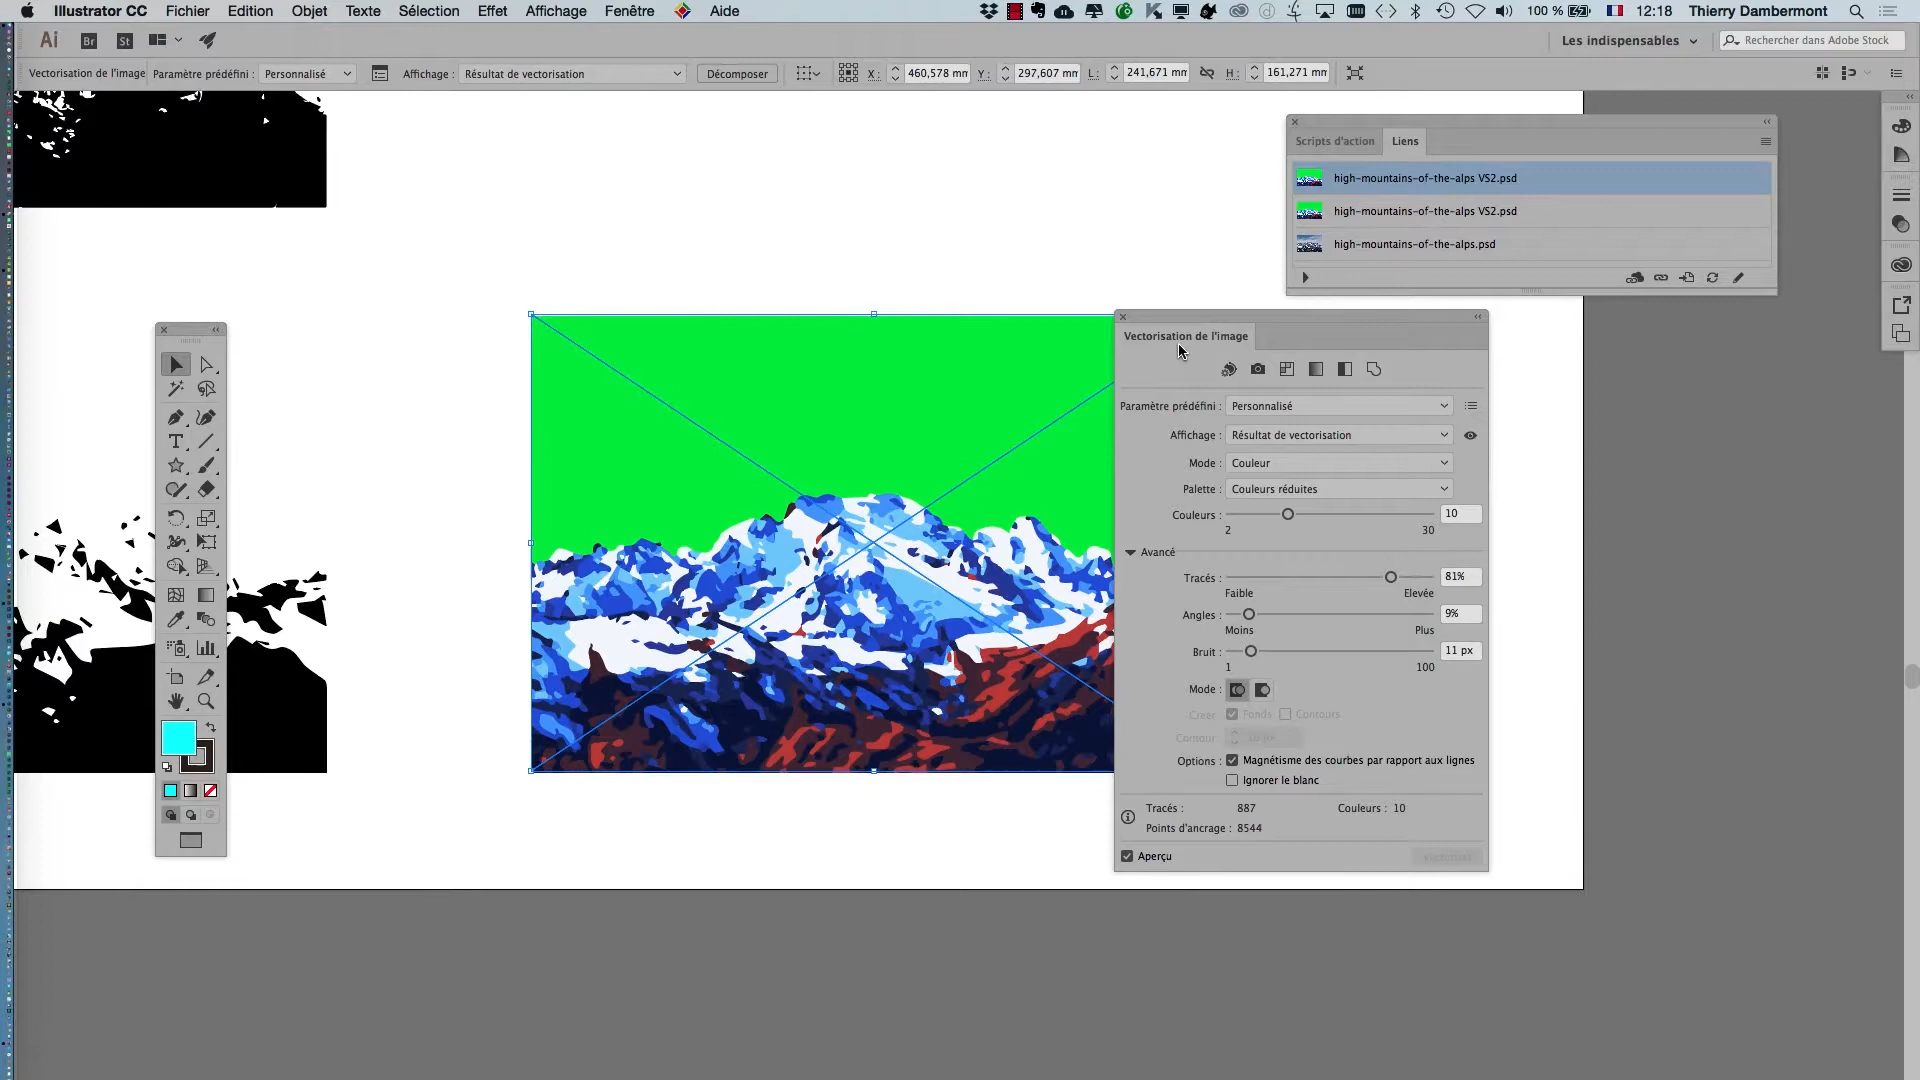 Illustrator CC Fichier Edition Objet Texte Sélection Effet Affichage Fenêtre Aide 100 % 12:18 Thierry Dambermont
Ai Br St Les indispensables Rechercher dans Adobe Stock
Vectorisation de l'image Paramètre prédéfini : Personnalisé Affichage : Résultat de vectorisation Décomposer X : 460,578 mm Y : 297,607 mm L : 241,671 mm H : 161,271 mm
Scripts d'action Liens
high-mountains-of-the-alps VS2.psd
high-mountains-of-the-alps VS2.psd
high-mountains-of-the-alps.psd
Vectorisation de l'image
Paramètre prédéfini : Personnalisé
Affichage : Résultat de vectorisation
Mode : Couleur
Palette : Couleurs réduites
Couleurs : 10
2 30
Avancé
Tracés : 81%
Faible Elevée
Angles : 9%
Moins Plus
Bruit : 11 px
1 100
Mode :
Créer : Fonds Contours
Contour : 10 px
Options : Magnétisme des courbes par rapport aux lignes
Ignorer le blanc
Tracés : 887 Couleurs : 10
Points d'ancrage : 8544
Aperçu